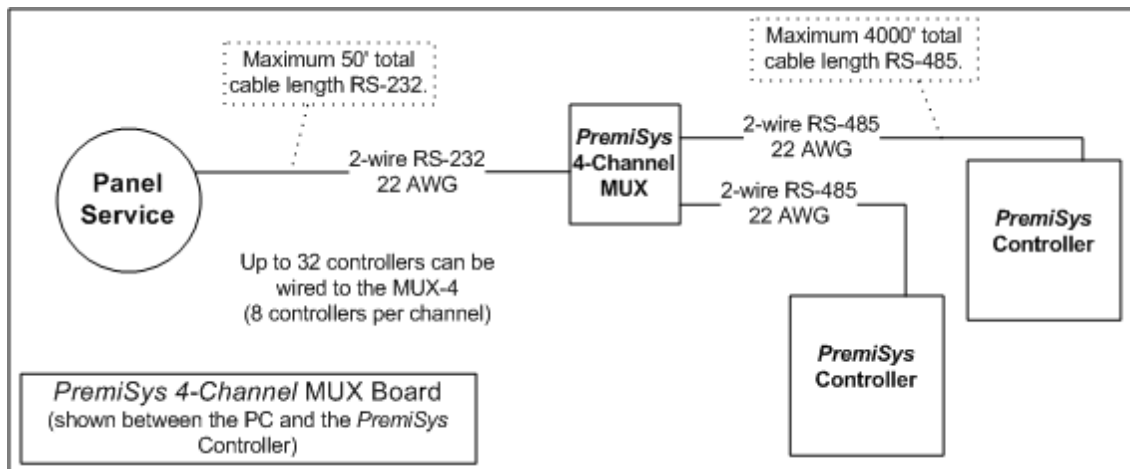 Maximum 50' total
cable length RS-232.
Maximum 4000' total
cable length RS-485.
Panel
Service
2-wire RS-232
22 AWG
PremiSys
4-Channel
MUX
2-wire RS-485
22 AWG
2-wire RS-485
22 AWG
PremiSys
Controller
PremiSys
Controller
Up to 32 controllers can be
wired to the MUX-4
(8 controllers per channel)
PremiSys 4-Channel MUX Board
(shown between the PC and the PremiSys
Controller)